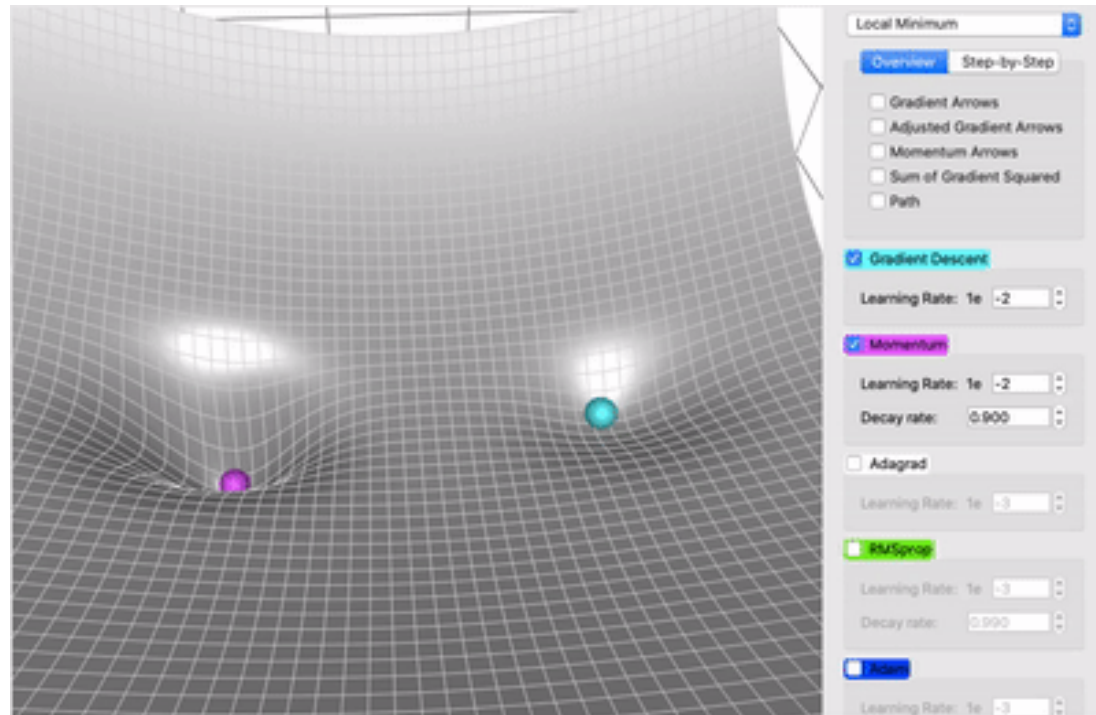 Local Minimum
Overview Step-by-Step
Gradient Arrows
Adjusted Gradient Arrows
Momentum Arrows
Sum of Gradient Squared
Path
Gradient Descent
Learning Rate: 1e -2
Momentum
Learning Rate: 1e -2
Decay rate: 0.900
Adagrad
Learning Rate: 1e -3
RMSprop
Learning Rate: 1e -3
Decay rate: 0.990
Adam
Learning Rate: 1e -3